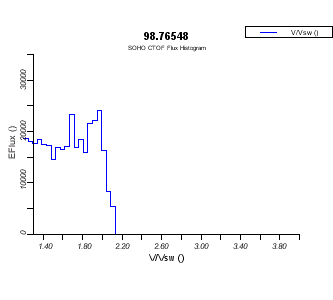 98.76548
SOHO CTOF Flux Histogram
V/Vsw ()
EFlux ()
30000
20000
10000
0
1.40 1.80 2.20 2.60 3.00 3.40 3.80
V/Vsw ()